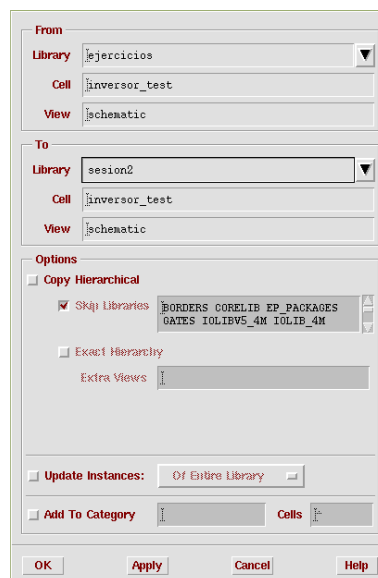 From
Library ejercicios
Cell inversor_test
View schematic
To
Library sesion2
Cell inversor_test
View schematic
Options
Copy Hierarchical
Skip Libraries BORDERS CORELIB EP_PACKAGES
GATES IOLIBV5_4M IOLIB_4M
Exact Hierarchy
Extra Views
Update Instances: Of Entire Library
Add To Category Cells
OK Apply Cancel Help